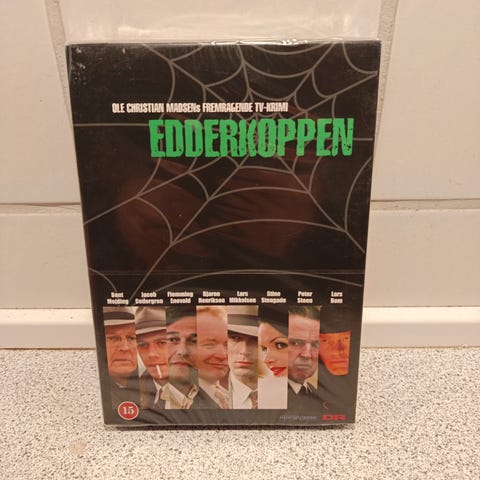 OLE CHRISTIAN MADSENs FREMRAGENDE TV-KRIMI
EDDERKOPPEN
Bent Jacob Flemming Bjarne Lars Stine Peter Lars
Mejding Cedergren Enevold Henriksen Mikkelsen Stengade Steen Bom
15
DR